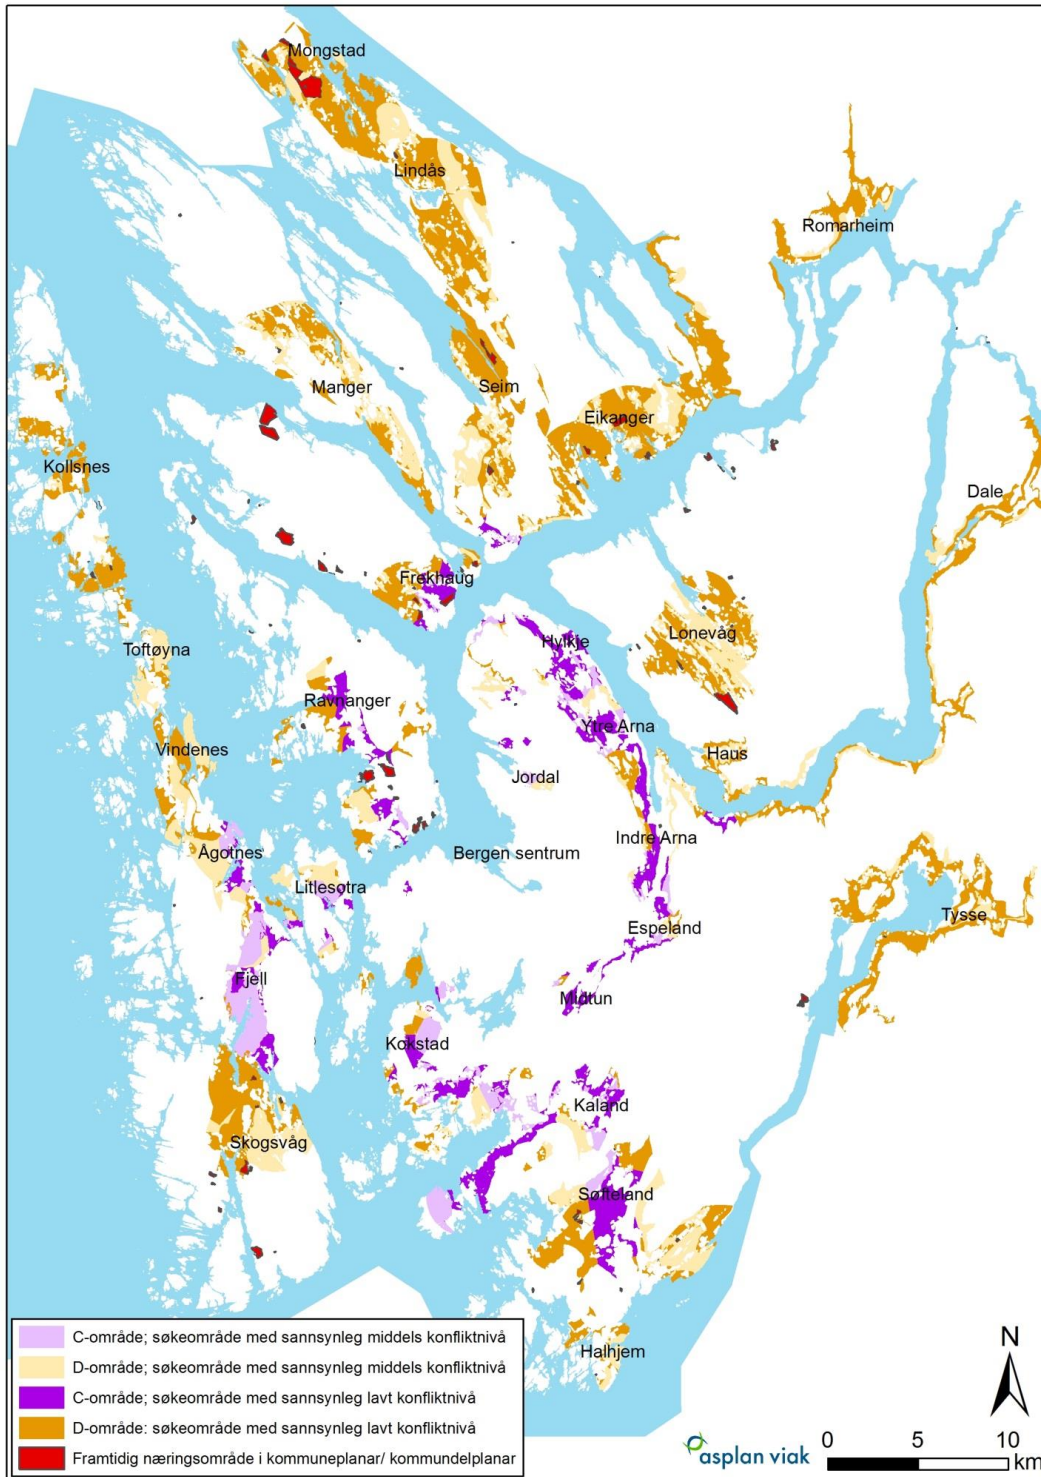 Mongstad
Lindås
Romarheim
Manger
Seim
Eikanger
Kollsnes
Dale
Frekhaug
Toftøyna
Hylkje
Lonevåg
Ravnanger
Ytre Arna
Vindenes
Haus
Jordal
Indre Arna
Ågotnes
Bergen sentrum
Litlesotra
Tysse
Espeland
Fjell
Midtun
Kokstad
Kaland
Skogsvåg
Søfteland
Halhjem
C-område; søkeområde med sannsynleg middels konfliktnivå
D-område; søkeområde med sannsynleg middels konfliktnivå
C-område; søkeområde med sannsynleg lavt konfliktnivå
D-område: søkeområde med sannsynleg lavt konfliktnivå
Framtidig næringsområde i kommuneplanar/ kommundelplanar
N
asplan viak
0 5 10
km